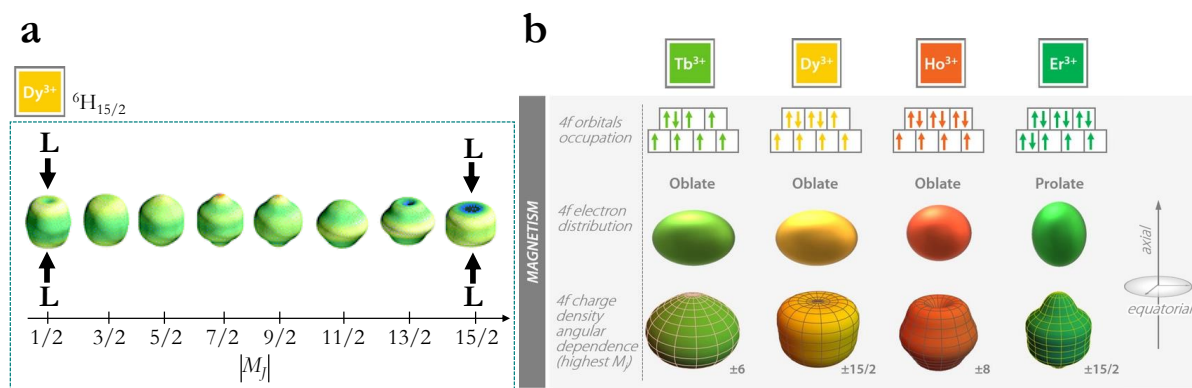 a
Dy³⁺
⁶H₁₅/₂
L
L
L
L
1/2 3/2 5/2 7/2 9/2 11/2 13/2 15/2
|M_J|
b
Tb³⁺ Dy³⁺ Ho³⁺ Er³⁺
MAGNETISM
4f orbitals
occupation
Oblate Oblate Oblate Prolate
4f electron
distribution
4f charge
density
angular
dependence
(highest M_J)
±6 ±15/2 ±8 ±15/2
axial
equatorial